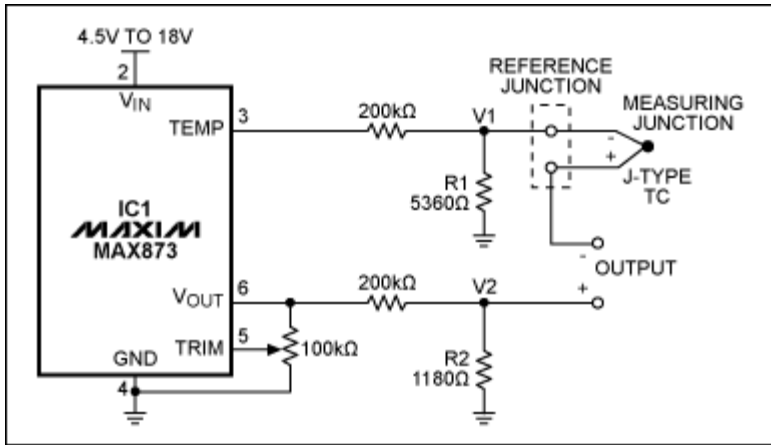 4.5V TO 18V
2
VIN
TEMP
3
200kΩ
V1
REFERENCE
JUNCTION
MEASURING
JUNCTION
-
+
J-TYPE
TC
R1
5360Ω
IC1
MAXIM
MAX873
-
OUTPUT
+
VOUT
6
200kΩ
V2
TRIM
5
100kΩ
R2
1180Ω
GND
4